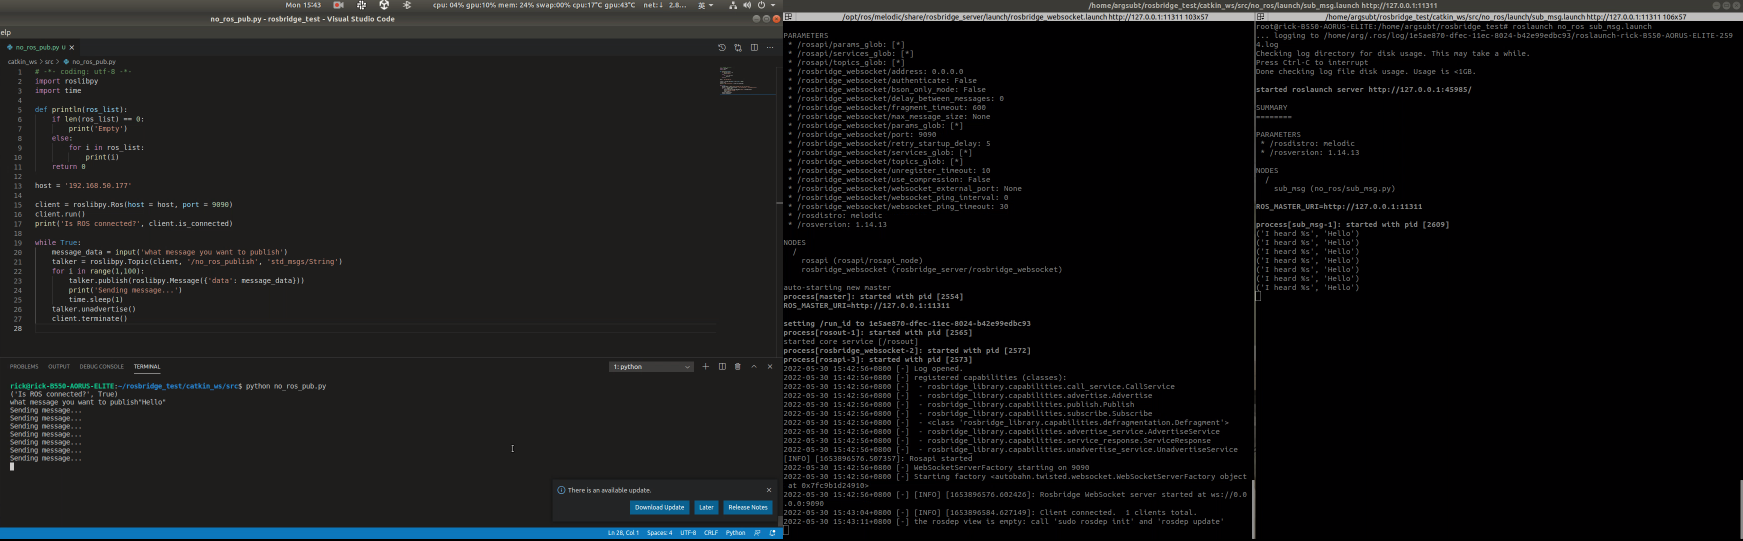 Mon 15:43
cpu: 04% gpu:10% mem: 24% swap:00% cpu:17°C gpu:43°C net:↓ 2.8...
英
no_ros_pub.py - rosbridge_test - Visual Studio Code
elp
no_ros_pub.py U ×
catkin_ws > src > no_ros_pub.py
1 # -*- coding: utf-8 -*-
2 import roslibpy
3 import time
4
5 def println(ros_list):
6 if len(ros_list) == 0:
7 print('Empty')
8 else:
9 for i in ros_list:
10 print(i)
11 return 0
12
13 host = '192.168.50.177'
14
15 client = roslibpy.Ros(host = host, port = 9090)
16 client.run()
17 print('Is ROS connected?', client.is_connected)
18
19 while True:
20 message_data = input('what message you want to publish')
21 talker = roslibpy.Topic(client, '/no_ros_publish', 'std_msgs/String')
22 for i in range(1,100):
23 talker.publish(roslibpy.Message({'data': message_data}))
24 print('Sending message...')
25 time.sleep(1)
26 talker.unadvertise()
27 client.terminate()
28
PROBLEMS OUTPUT DEBUG CONSOLE TERMINAL
1: python
rick@rick-B550-AORUS-ELITE:~/rosbridge_test/catkin_ws/src$ python no_ros_pub.py
('Is ROS connected?', True)
what message you want to publish"Hello"
Sending message...
Sending message...
Sending message...
Sending message...
Sending message...
Sending message...
Sending message...
There is an available update.
Download Update Later Release Notes
Ln 28, Col 1 Spaces: 4 UTF-8 CRLF Python
/home/argsubt/rosbridge_test/catkin_ws/src/no_ros/launch/sub_msg.launch http://127.0.0.1:11311
/opt/ros/melodic/share/rosbridge_server/launch/rosbridge_websocket.launch http://127.0.0.1:11311 103x57
PARAMETERS
* /rosapi/params_glob: [*]
* /rosapi/services_glob: [*]
* /rosapi/topics_glob: [*]
* /rosbridge_websocket/address: 0.0.0.0
* /rosbridge_websocket/authenticate: False
* /rosbridge_websocket/bson_only_mode: False
* /rosbridge_websocket/delay_between_messages: 0
* /rosbridge_websocket/fragment_timeout: 600
* /rosbridge_websocket/max_message_size: None
* /rosbridge_websocket/params_glob: [*]
* /rosbridge_websocket/port: 9090
* /rosbridge_websocket/retry_startup_delay: 5
* /rosbridge_websocket/services_glob: [*]
* /rosbridge_websocket/topics_glob: [*]
* /rosbridge_websocket/unregister_timeout: 10
* /rosbridge_websocket/use_compression: False
* /rosbridge_websocket/websocket_external_port: None
* /rosbridge_websocket/websocket_ping_interval: 0
* /rosbridge_websocket/websocket_ping_timeout: 30
* /rosdistro: melodic
* /rosversion: 1.14.13
NODES
/
rosapi (rosapi/rosapi_node)
rosbridge_websocket (rosbridge_server/rosbridge_websocket)
auto-starting new master
process[master]: started with pid [2554]
ROS_MASTER_URI=http://127.0.0.1:11311
setting /run_id to 1e5ae870-dfec-11ec-8024-b42e99edbc93
process[rosout-1]: started with pid [2565]
started core service [/rosout]
process[rosbridge_websocket-2]: started with pid [2572]
process[rosapi-3]: started with pid [2573]
2022-05-30 15:42:56+0800 [-] Log opened.
2022-05-30 15:42:56+0800 [-] registered capabilities (classes):
2022-05-30 15:42:56+0800 [-] - rosbridge_library.capabilities.call_service.CallService
2022-05-30 15:42:56+0800 [-] - rosbridge_library.capabilities.advertise.Advertise
2022-05-30 15:42:56+0800 [-] - rosbridge_library.capabilities.publish.Publish
2022-05-30 15:42:56+0800 [-] - rosbridge_library.capabilities.subscribe.Subscribe
2022-05-30 15:42:56+0800 [-] - <class 'rosbridge_library.capabilities.defragmentation.Defragment'>
2022-05-30 15:42:56+0800 [-] - rosbridge_library.capabilities.advertise_service.AdvertiseService
2022-05-30 15:42:56+0800 [-] - rosbridge_library.capabilities.service_response.ServiceResponse
2022-05-30 15:42:56+0800 [-] - rosbridge_library.capabilities.unadvertise_service.UnadvertiseService
[INFO] [1653896576.507357]: Rosapi started
2022-05-30 15:42:56+0800 [-] WebSocketServerFactory starting on 9090
2022-05-30 15:42:56+0800 [-] Starting factory <autobahn.twisted.websocket.WebSocketServerFactory object
at 0x7fc9b1d24910>
2022-05-30 15:42:56+0800 [-] [INFO] [1653896576.602426]: Rosbridge WebSocket server started at ws://0.0
.0.0:9090
2022-05-30 15:43:04+0800 [-] [INFO] [1653896584.627149]: Client connected. 1 clients total.
2022-05-30 15:43:11+0800 [-] the rosdep view is empty: call 'sudo rosdep init' and 'rosdep update'
/home/argsubt/rosbridge_test/catkin_ws/src/no_ros/launch/sub_msg.launch http://127.0.0.1:11311 106x57
root@rick-B550-AORUS-ELITE:/home/argsubt/rosbridge_test# roslaunch no_ros sub_msg.launch
... logging to /home/arg/.ros/log/1e5ae870-dfec-11ec-8024-b42e99edbc93/roslaunch-rick-B550-AORUS-ELITE-259
4.log
Checking log directory for disk usage. This may take a while.
Press Ctrl-C to interrupt
Done checking log file disk usage. Usage is <1GB.
started roslaunch server http://127.0.0.1:45985/
SUMMARY
========
PARAMETERS
* /rosdistro: melodic
* /rosversion: 1.14.13
NODES
/
sub_msg (no_ros/sub_msg.py)
ROS_MASTER_URI=http://127.0.0.1:11311
process[sub_msg-1]: started with pid [2609]
('I heard %s', 'Hello')
('I heard %s', 'Hello')
('I heard %s', 'Hello')
('I heard %s', 'Hello')
('I heard %s', 'Hello')
('I heard %s', 'Hello')
('I heard %s', 'Hello')